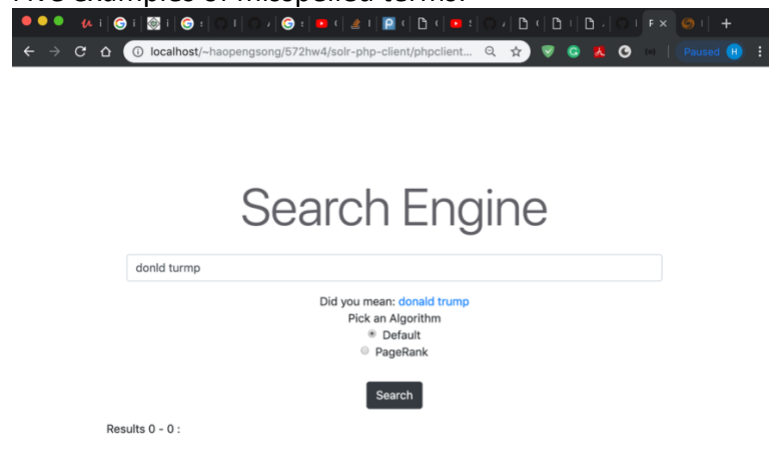 Five examples of misspelled terms:
localhost/~haopengsong/572hw4/solr-php-client/phpclient...
Paused H
Search Engine
donld turmp
Did you mean: donald trump
Pick an Algorithm
Default
PageRank
Search
Results 0 - 0 :